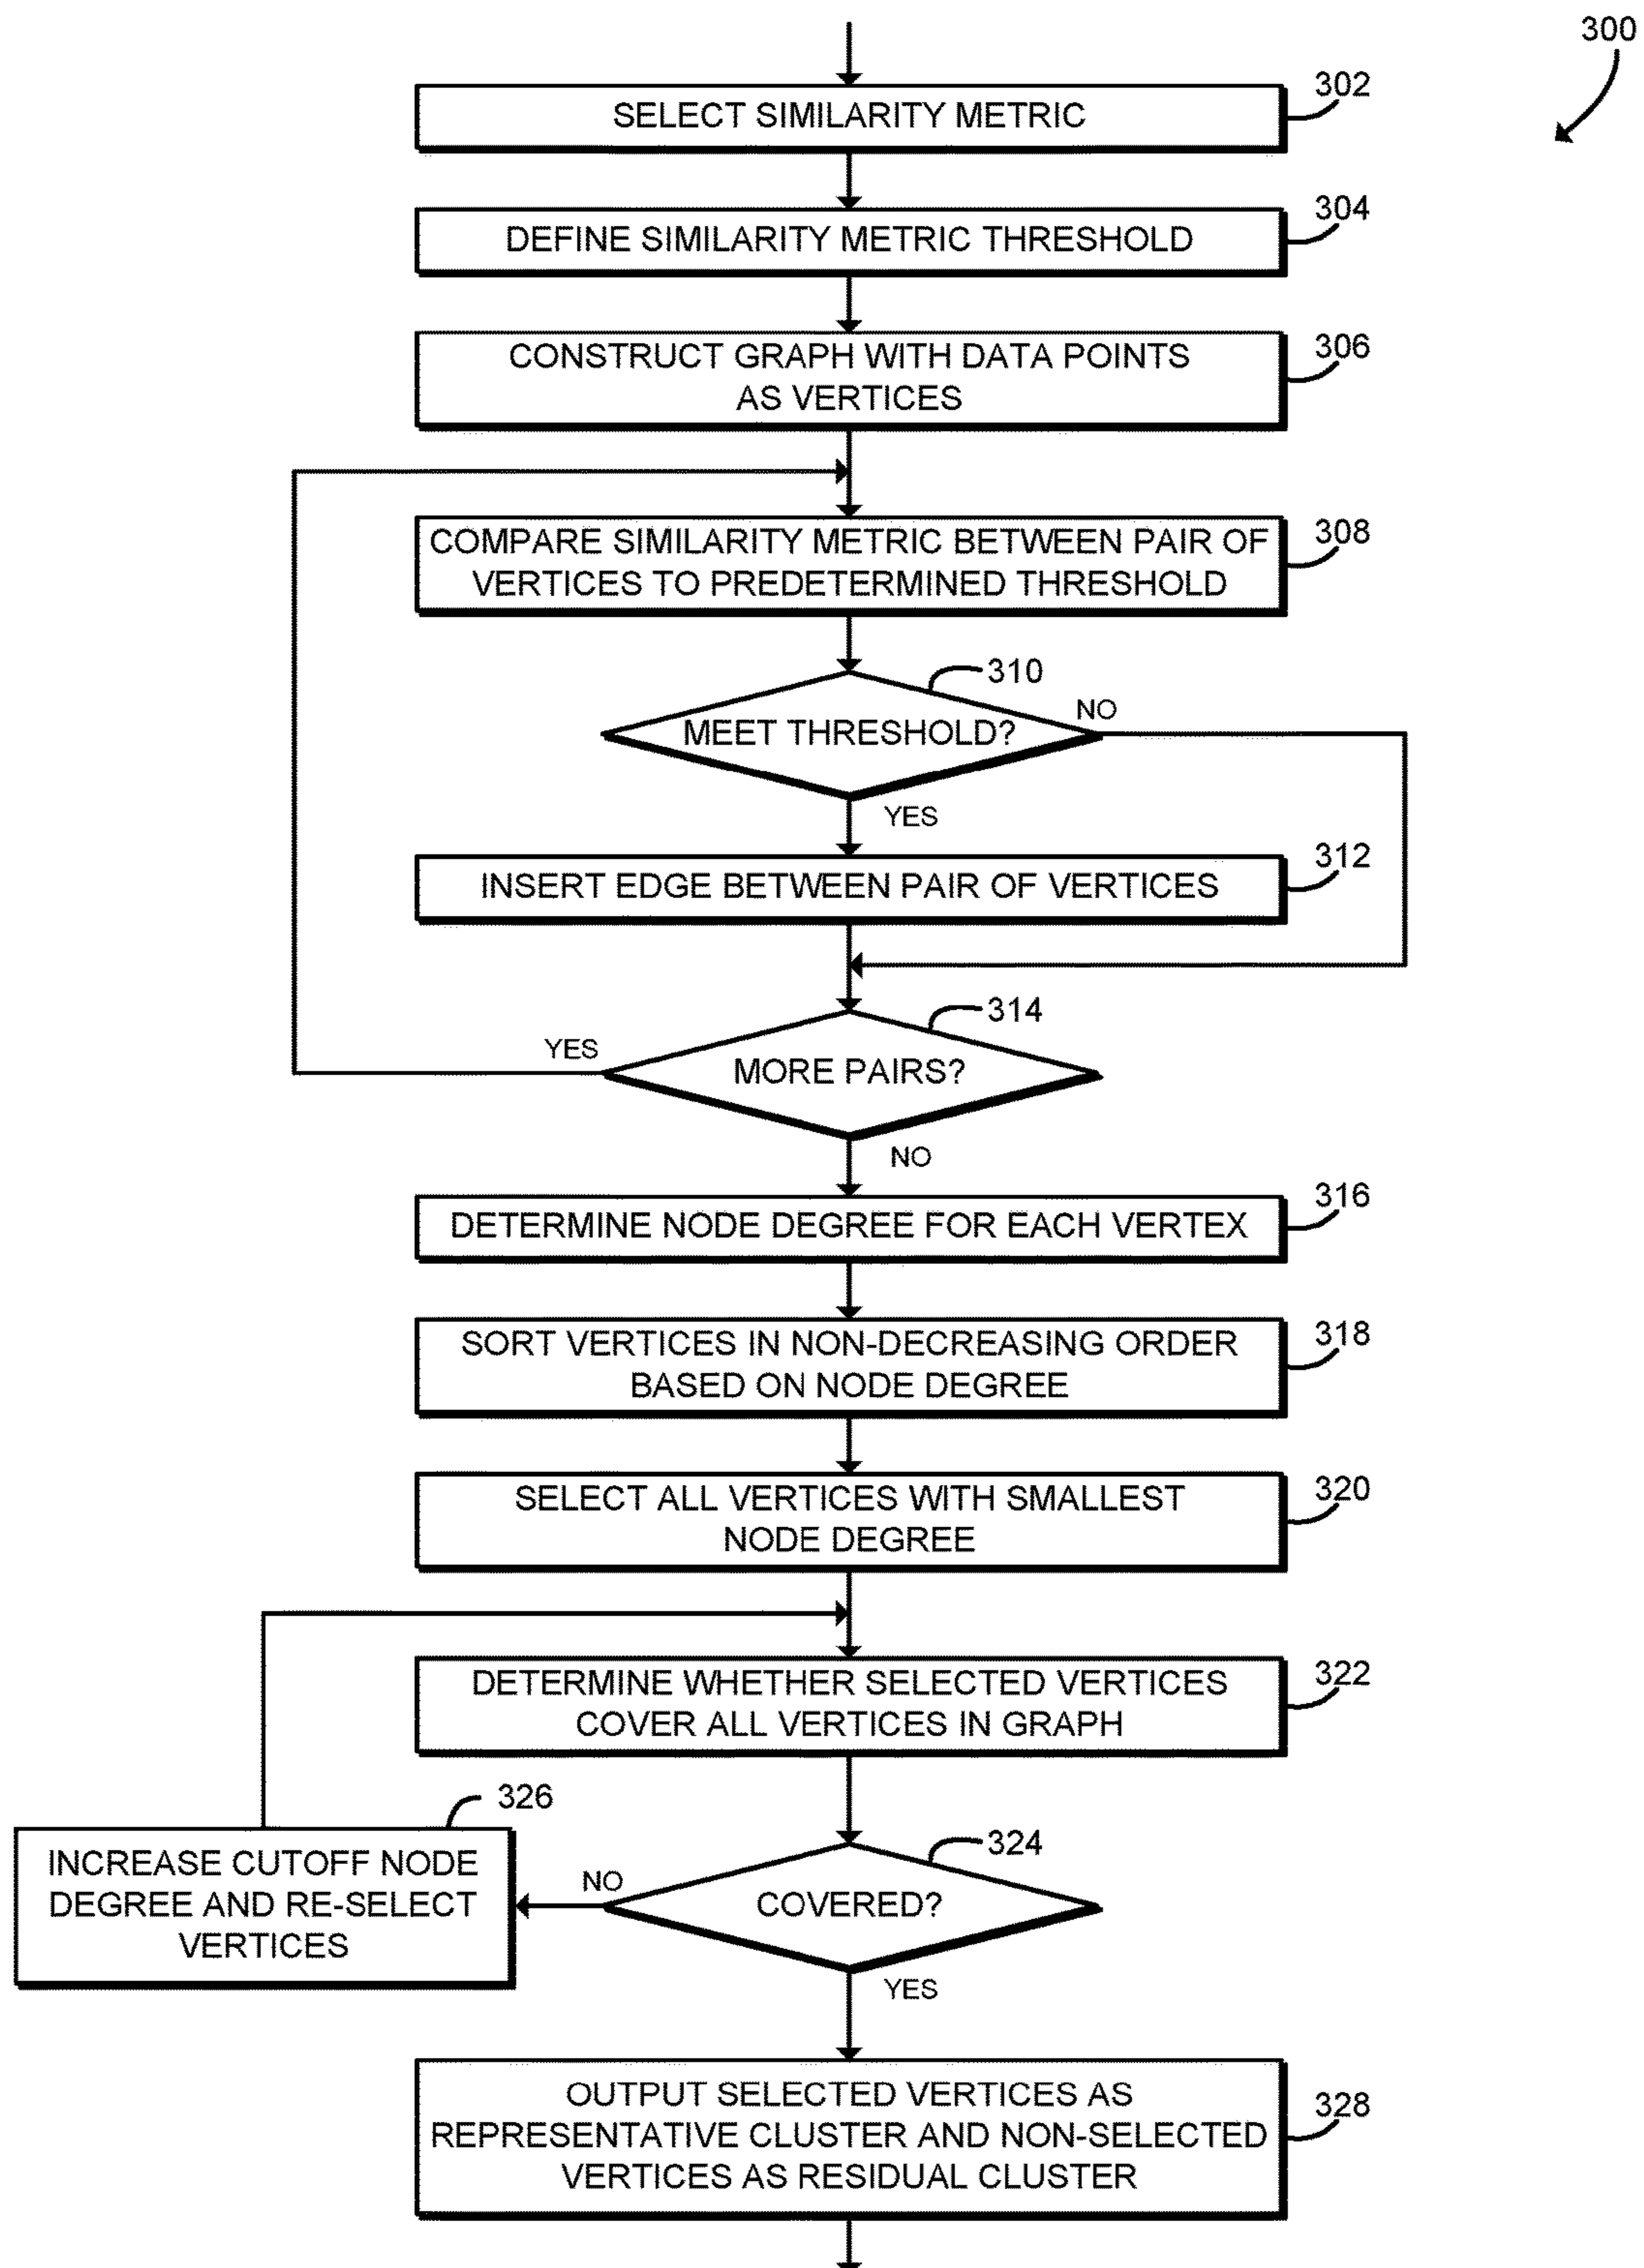 300
SELECT SIMILARITY METRIC
302
DEFINE SIMILARITY METRIC THRESHOLD
304
CONSTRUCT GRAPH WITH DATA POINTS
AS VERTICES
306
COMPARE SIMILARITY METRIC BETWEEN PAIR OF
VERTICES TO PREDETERMINED THRESHOLD
308
310
MEET THRESHOLD?
NO
YES
INSERT EDGE BETWEEN PAIR OF VERTICES
312
314
MORE PAIRS?
YES
NO
DETERMINE NODE DEGREE FOR EACH VERTEX
316
SORT VERTICES IN NON-DECREASING ORDER
BASED ON NODE DEGREE
318
SELECT ALL VERTICES WITH SMALLEST
NODE DEGREE
320
DETERMINE WHETHER SELECTED VERTICES
COVER ALL VERTICES IN GRAPH
322
324
COVERED?
NO
326
INCREASE CUTOFF NODE
DEGREE AND RE-SELECT
VERTICES
YES
OUTPUT SELECTED VERTICES AS
REPRESENTATIVE CLUSTER AND NON-SELECTED
VERTICES AS RESIDUAL CLUSTER
328